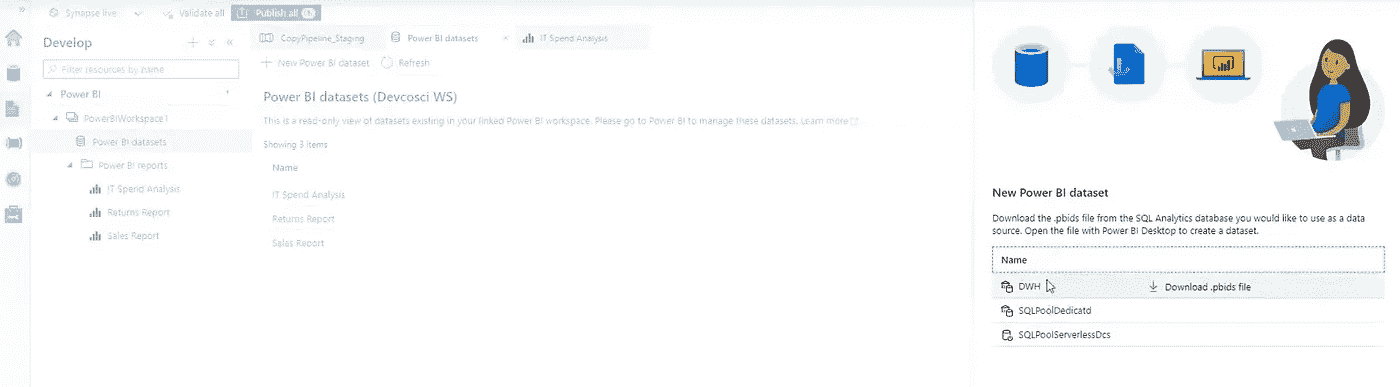 Synapse live
Validate all
Publish all
Develop
Filter resources by name
Power BI
PowerBIWorkspace1
Power BI datasets
Power BI reports
IT Spend Analysis
Returns Report
Sales Report
CopyPipeline_Staging
Power BI datasets
IT Spend Analysis
New Power BI dataset
Refresh
Power BI datasets (Devcosci WS)
This is a read-only view of datasets existing in your linked Power BI workspace. Please go to Power BI to manage these datasets. Learn more
Showing 3 items
Name
IT Spend Analysis
Returns Report
Sales Report
New Power BI dataset
Download the .pbids file from the SQL Analytics database you would like to use as a data
source. Open the file with Power BI Desktop to create a dataset.
Name
DWH
Download .pbids file
SQLPoolDedicatd
SQLPoolServerlessDcs